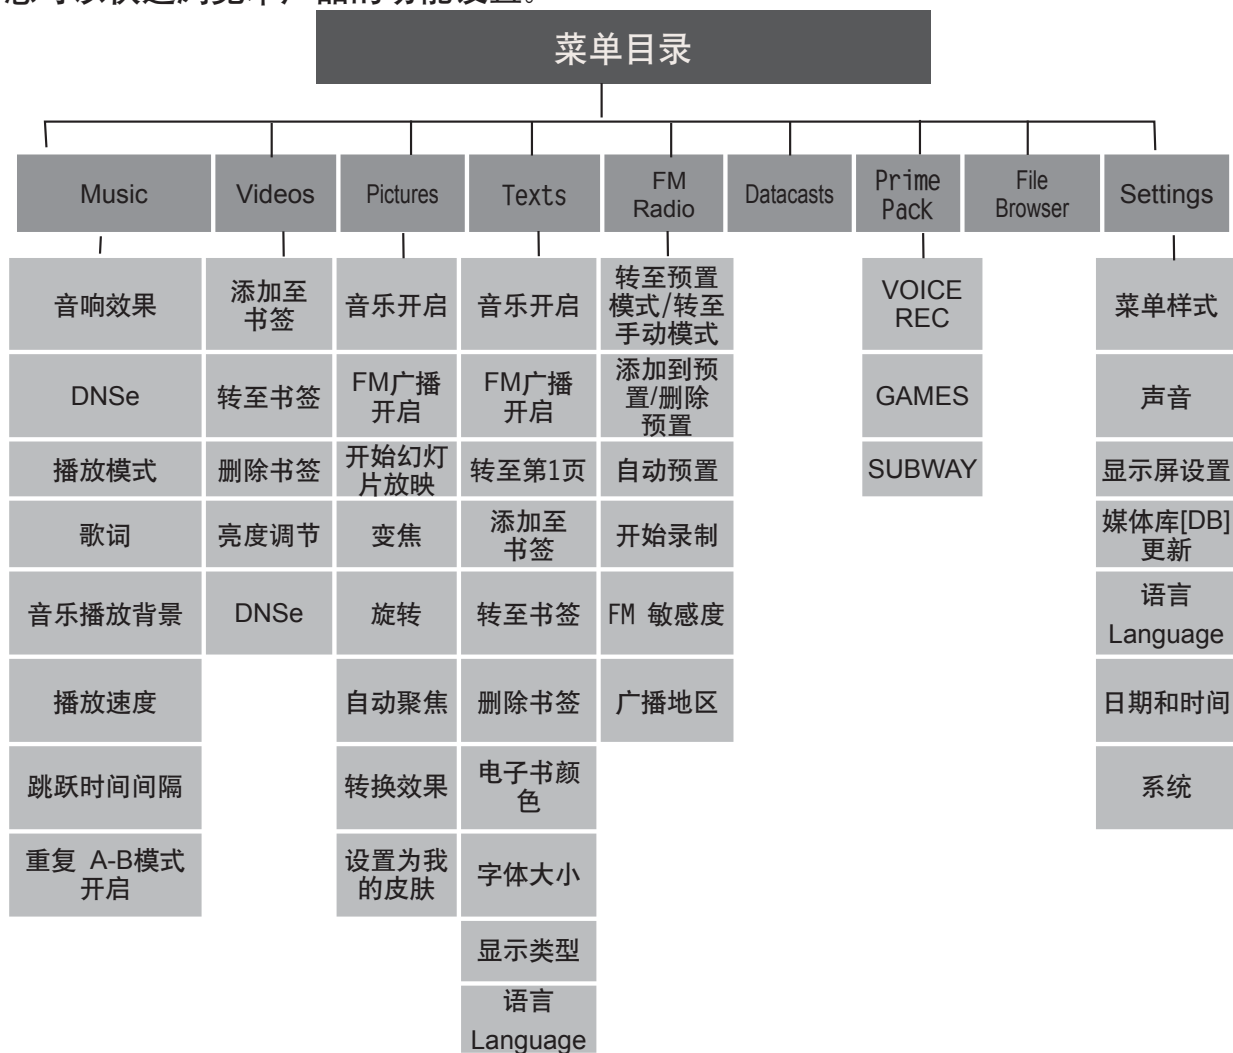 菜单目录
Music
Videos
Pictures
Texts
FM
Radio
Datacasts
Prime
Pack
File
Browser
Settings
音响效果
DNSe
播放模式
歌词
音乐播放背景
播放速度
跳跃时间间隔
重复 A-B模式
开启
添加至
书签
转至书签
删除书签
亮度调节
DNSe
音乐开启
FM广播
开启
开始幻灯
片放映
变焦
旋转
自动聚焦
转换效果
设置为我
的皮肤
音乐开启
FM广播
开启
转至第1页
添加至
书签
转至书签
删除书签
电子书颜
色
字体大小
显示类型
语言
Language
转至预置
模式/转至
手动模式
添加到预
置/删除
预置
自动预置
开始录制
FM 敏感度
广播地区
VOICE
REC
GAMES
SUBWAY
菜单样式
声音
显示屏设置
媒体库[DB]
更新
语言
Language
日期和时间
系统